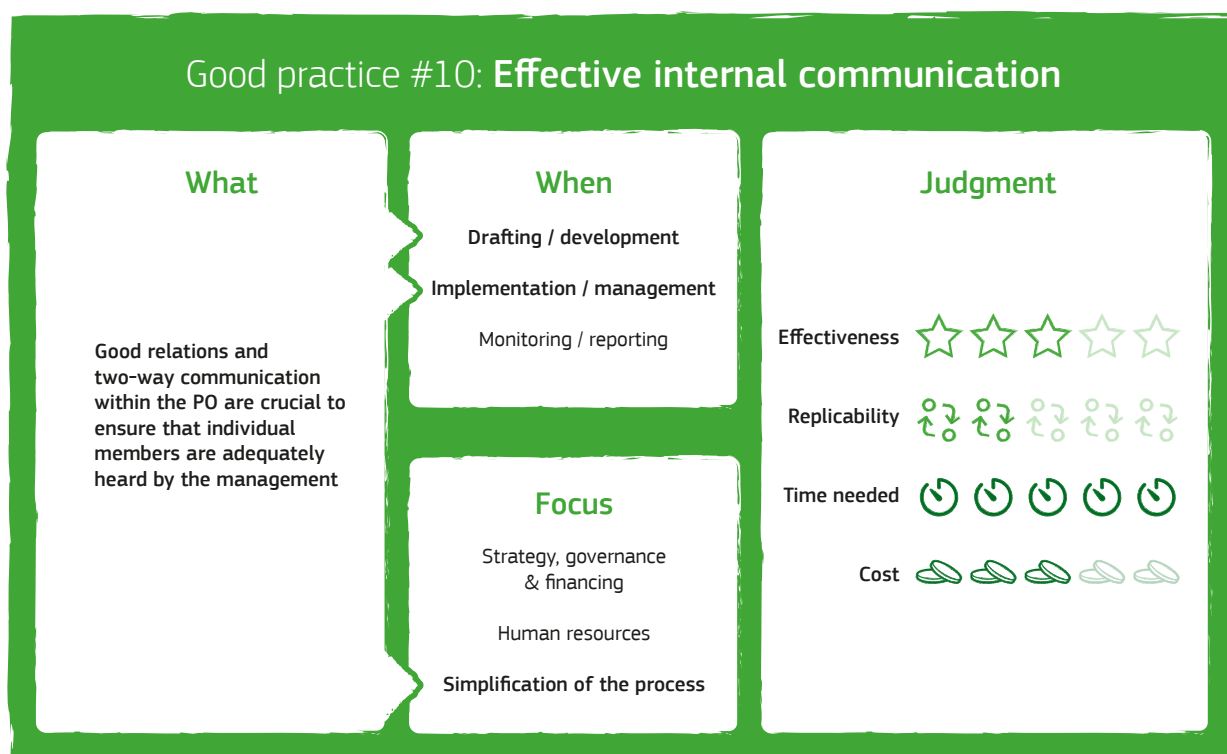 Good practice #10: Effective internal communication
What
Good relations and
two-way communication
within the PO are crucial to
ensure that individual
members are adequately
heard by the management
When
Drafting / development
Implementation / management
Monitoring / reporting
Focus
Strategy, governance
& financing
Human resources
Simplification of the process
Judgment
Effectiveness
Replicability
Time needed
Cost